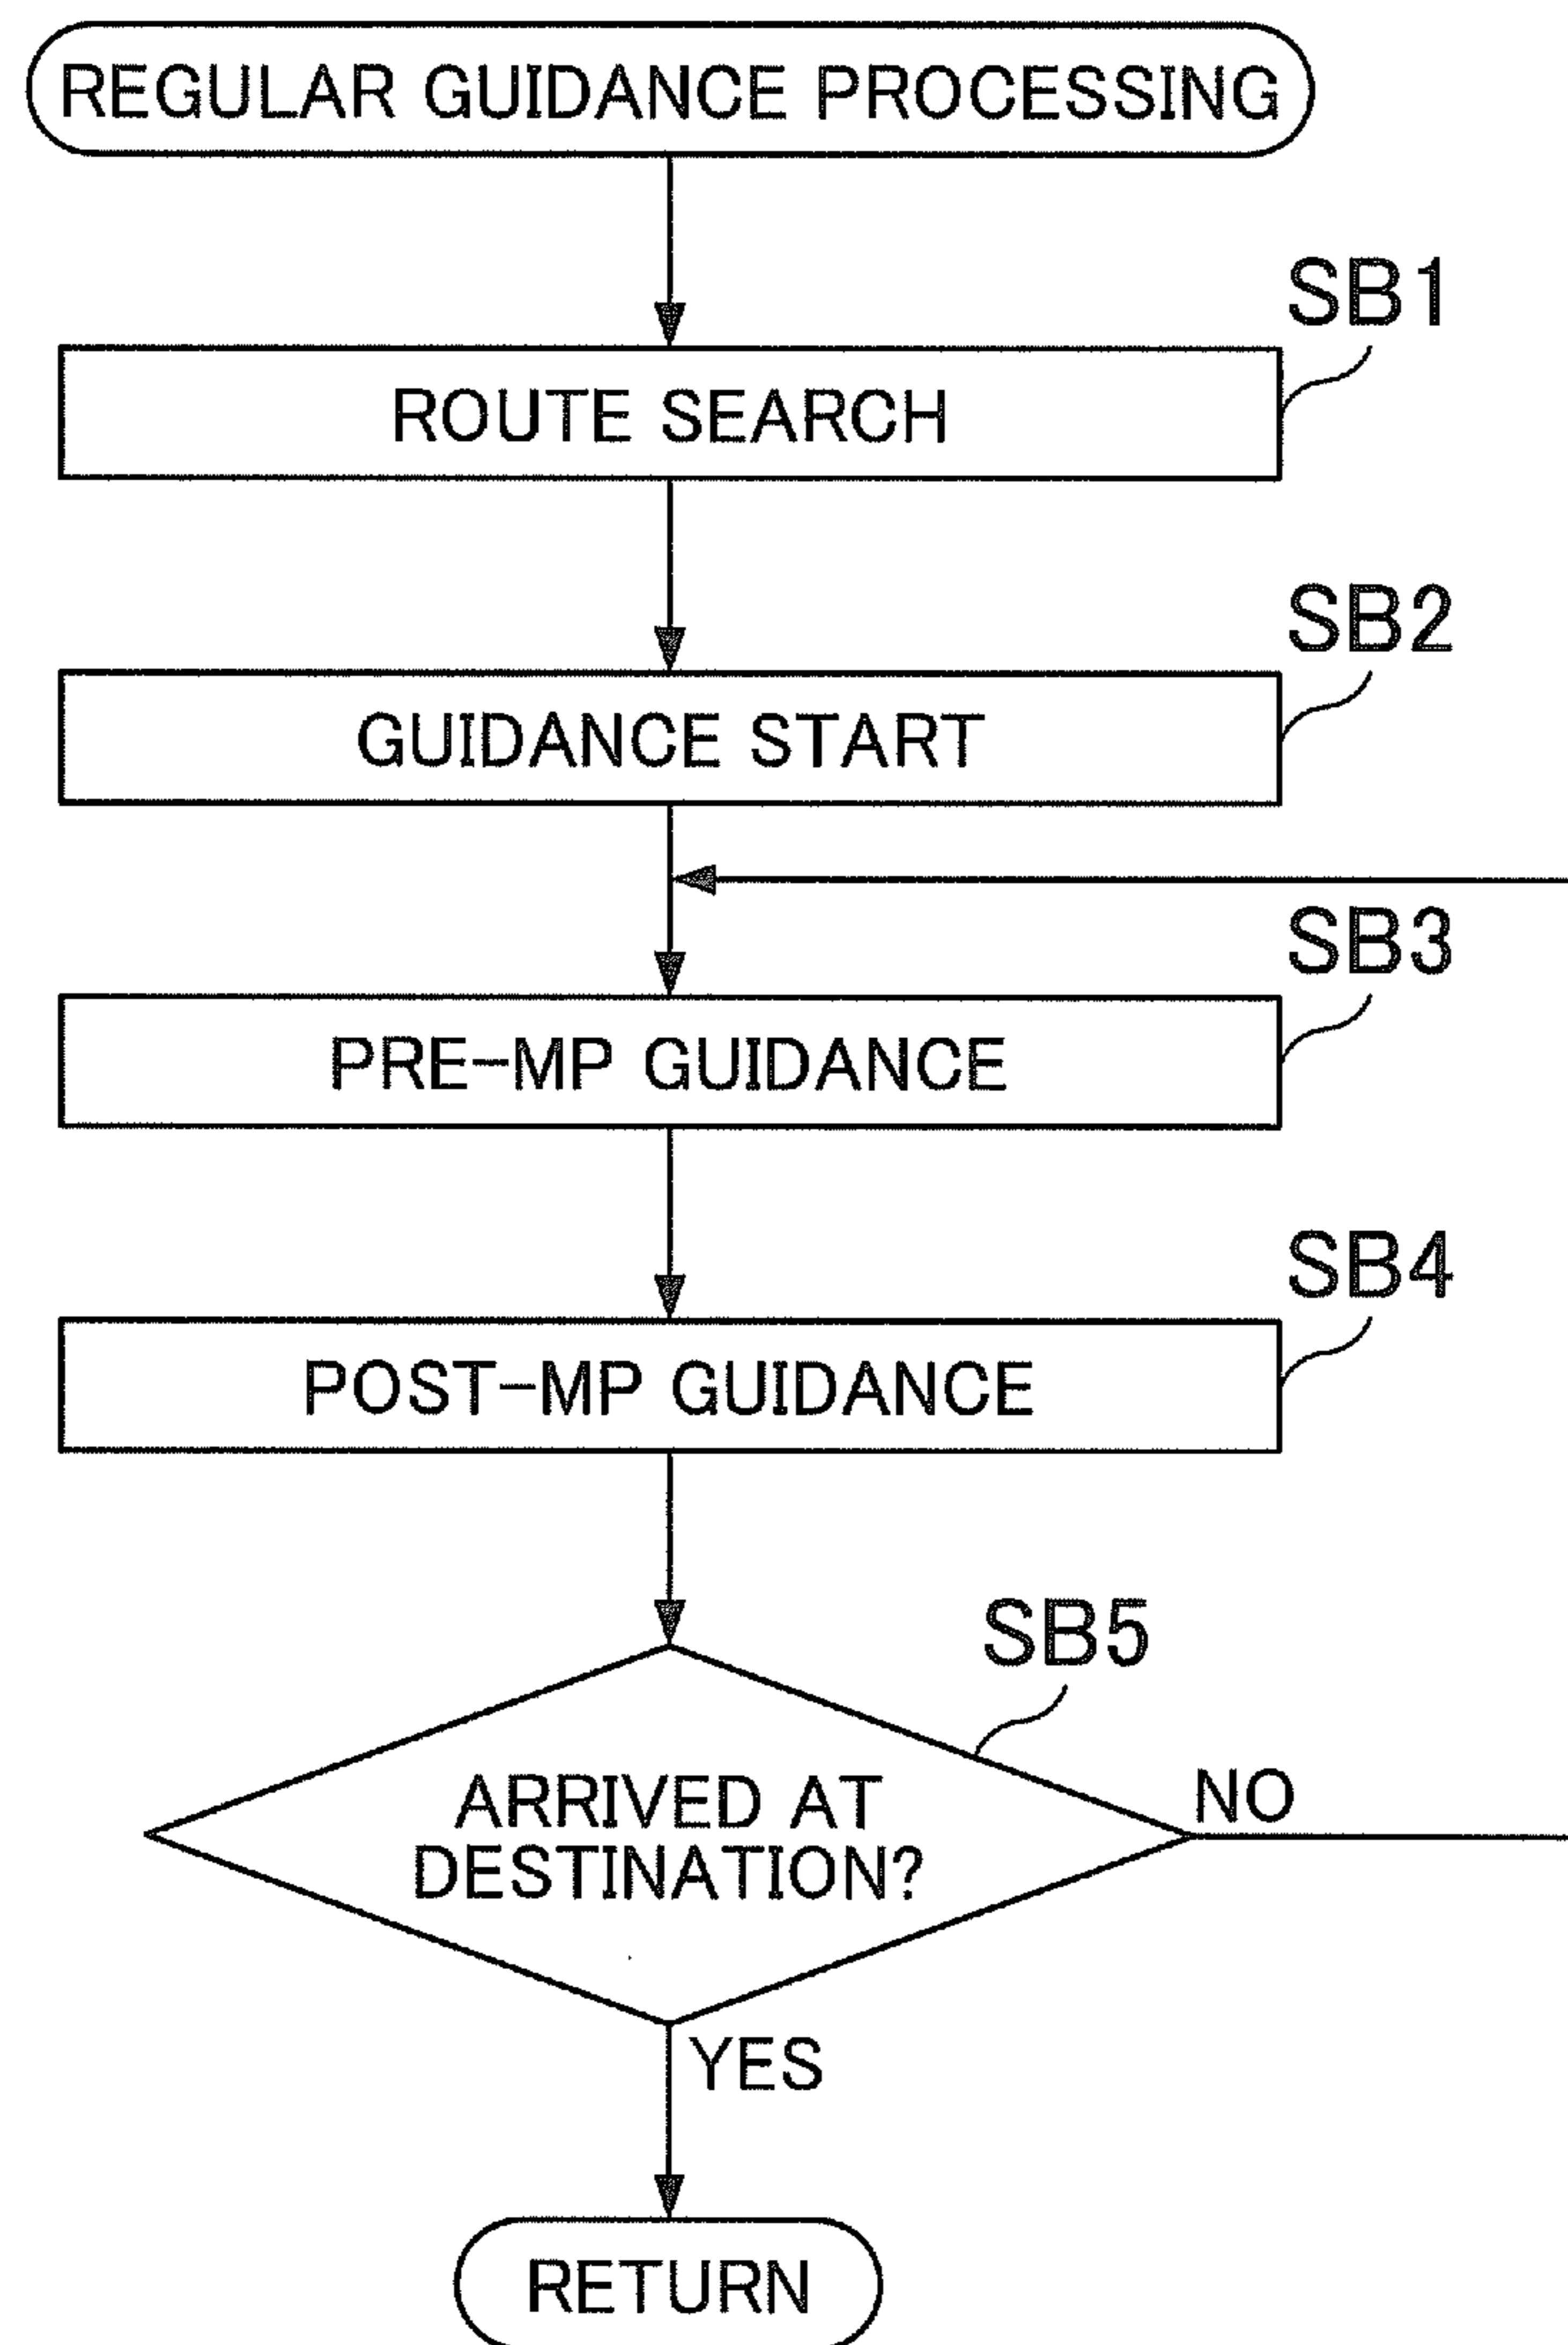 REGULAR GUIDANCE PROCESSING
SB1
ROUTE SEARCH
SB2
GUIDANCE START
SB3
PRE-MP GUIDANCE
SB4
POST-MP GUIDANCE
SB5
ARRIVED AT
DESTINATION?
NO
YES
RETURN